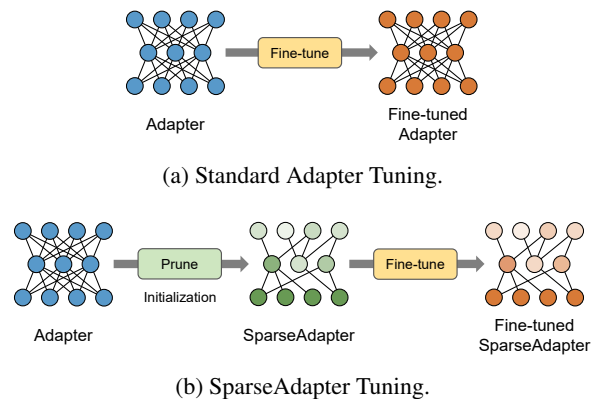 Fine-tune
Adapter
Fine-tuned
Adapter
(a) Standard Adapter Tuning.
Prune
Fine-tune
Initialization
Adapter
SparseAdapter
Fine-tuned
SparseAdapter
(b) SparseAdapter Tuning.